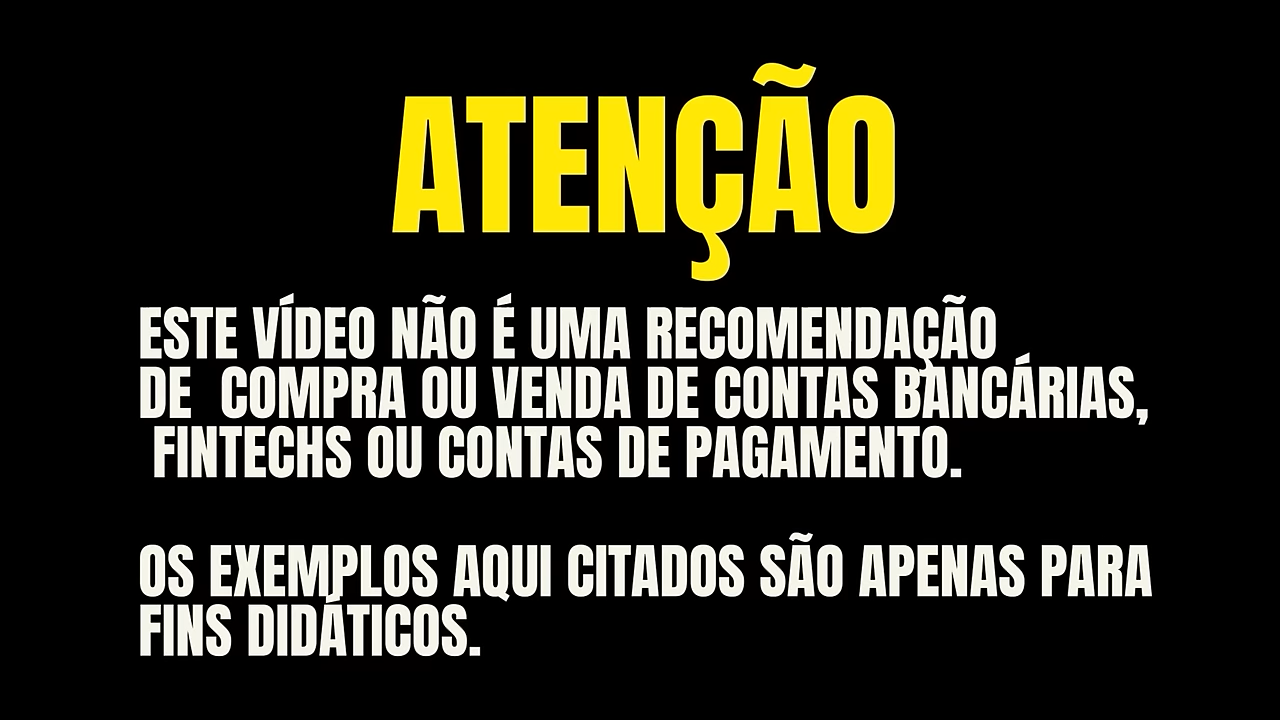 ATENÇÃO
ESTE VÍDEO NÃO É UMA RECOMENDAÇÃO
DE COMPRA OU VENDA DE CONTAS BANCÁRIAS,
FINTECHS OU CONTAS DE PAGAMENTO.
OS EXEMPLOS AQUI CITADOS SÃO APENAS PARA
FINS DIDÁTICOS.